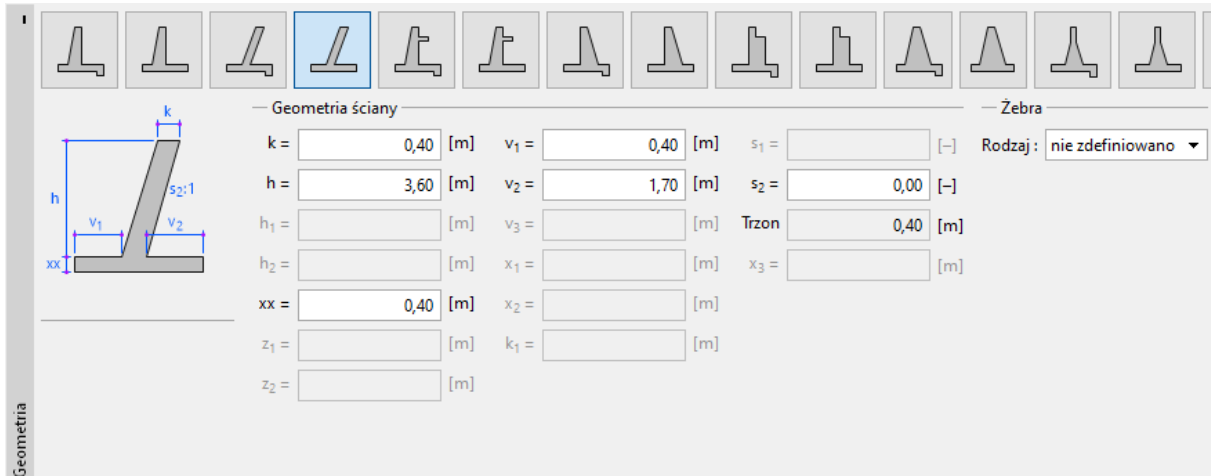 Geometria ściany
Żebra
k = 0,40 [m] v1 = 0,40 [m] s1 = [–] Rodzaj : nie zdefiniowano
h = 3,60 [m] v2 = 1,70 [m] s2 = 0,00 [–]
h1 = [m] v3 = [m] Trzon 0,40 [m]
h2 = [m] x1 = [m] x3 = [m]
xx = 0,40 [m] x2 = [m]
z1 = [m] k1 = [m]
z2 = [m]
k
h
s2:1
v1 v2
xx
Geometria